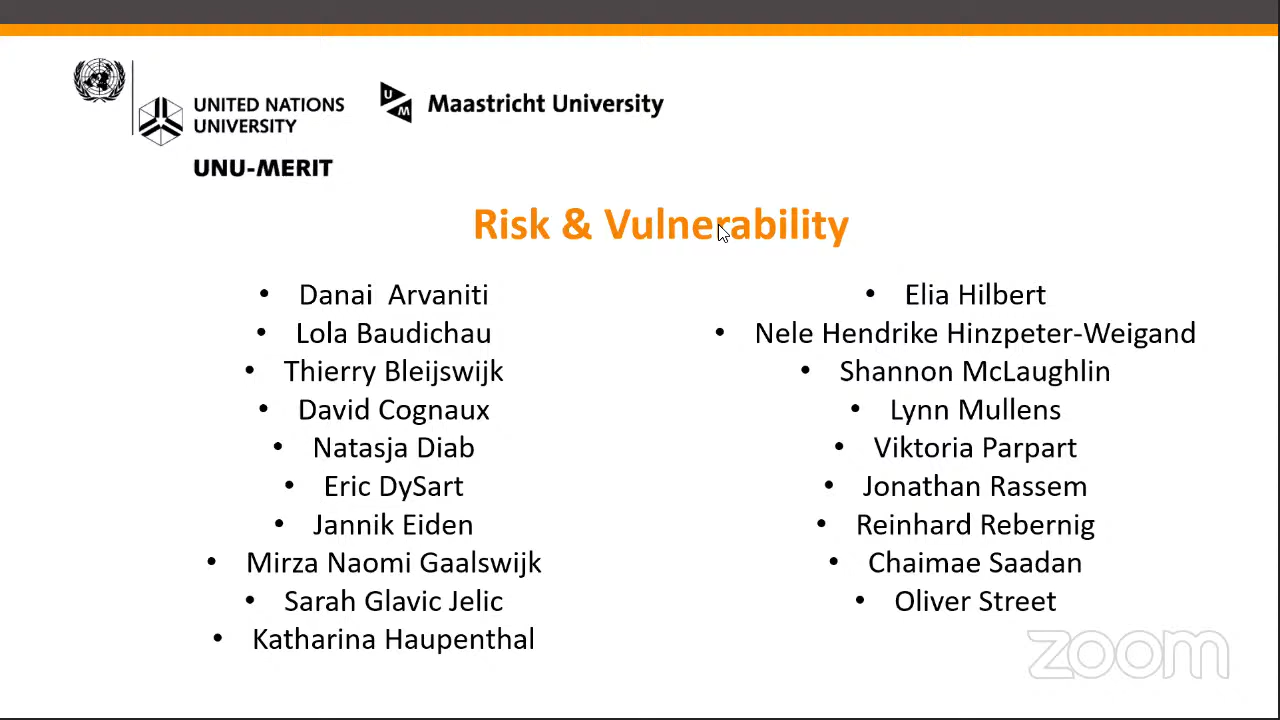 UNITED NATIONS
UNIVERSITY
UNU-MERIT
U
M
Maastricht University
Risk & Vulnerability
• Danai  Arvaniti
• Lola Baudichau
• Thierry Bleijswijk
• David Cognaux
• Natasja Diab
• Eric DySart
• Jannik Eiden
• Mirza Naomi Gaalswijk
• Sarah Glavic Jelic
• Katharina Haupenthal
• Elia Hilbert
• Nele Hendrike Hinzpeter-Weigand
• Shannon McLaughlin
• Lynn Mullens
• Viktoria Parpart
• Jonathan Rassem
• Reinhard Rebernig
• Chaimae Saadan
• Oliver Street
zoom